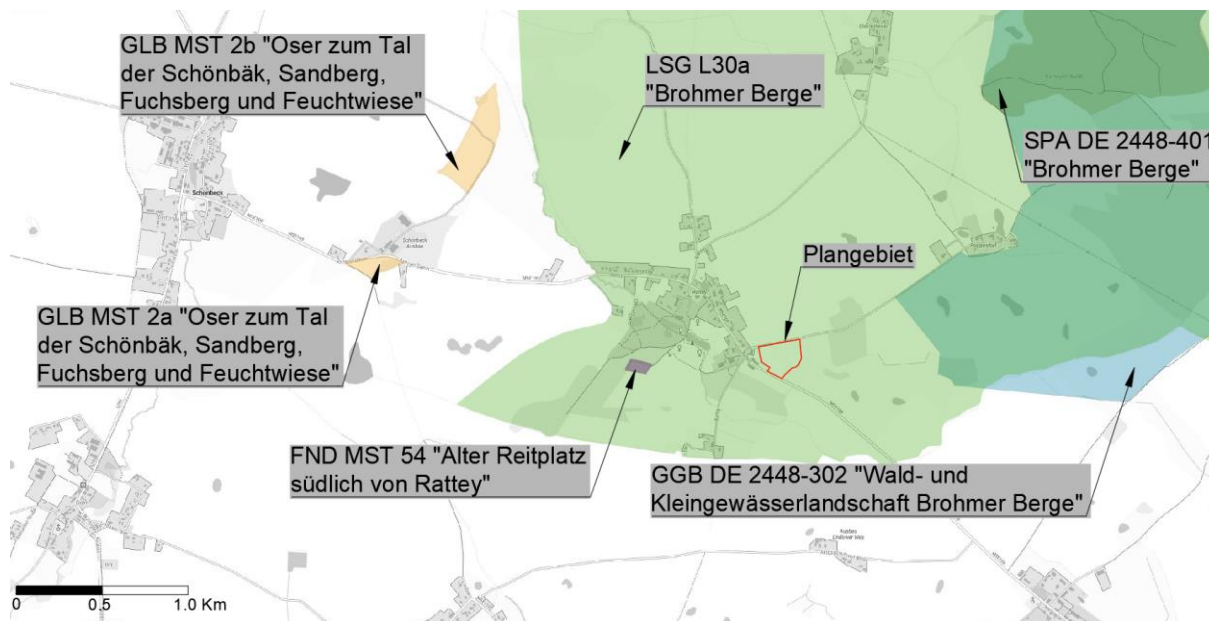 GLB MST 2b "Oser zum Tal
der Schönbäk, Sandberg,
Fuchsberg und Feuchtwiese"
LSG L30a
"Brohmer Berge"
SPA DE 2448-401
"Brohmer Berge"
Schönbeck
Plangebiet
GLB MST 2a "Oser zum Tal
der Schönbäk, Sandberg,
Fuchsberg und Feuchtwiese"
FND MST 54 "Alter Reitplatz
südlich von Rattey"
GGB DE 2448-302 "Wald- und
Kleingewässerlandschaft Brohmer Berge"
0 0.5 1.0 Km